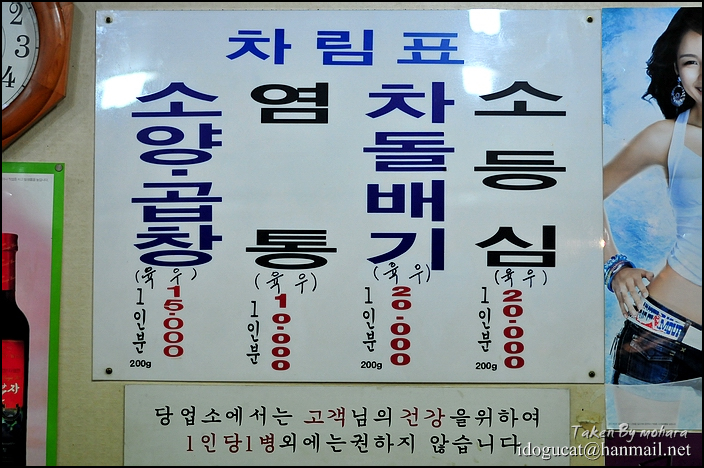 차림표
소양·곱창
(육우)
1인분
200g
15.000
염통
(육우)
1인분
10.000
차돌배기
(육우)
1인분
200g
20.000
소등심
(육우)
1인분
200g
20.000
당업소에서는 고객님의 건강을위하여
1인당1병외에는권하지 않습니다
2
3
4
Taken By mohara
idogucat@hanmail.net